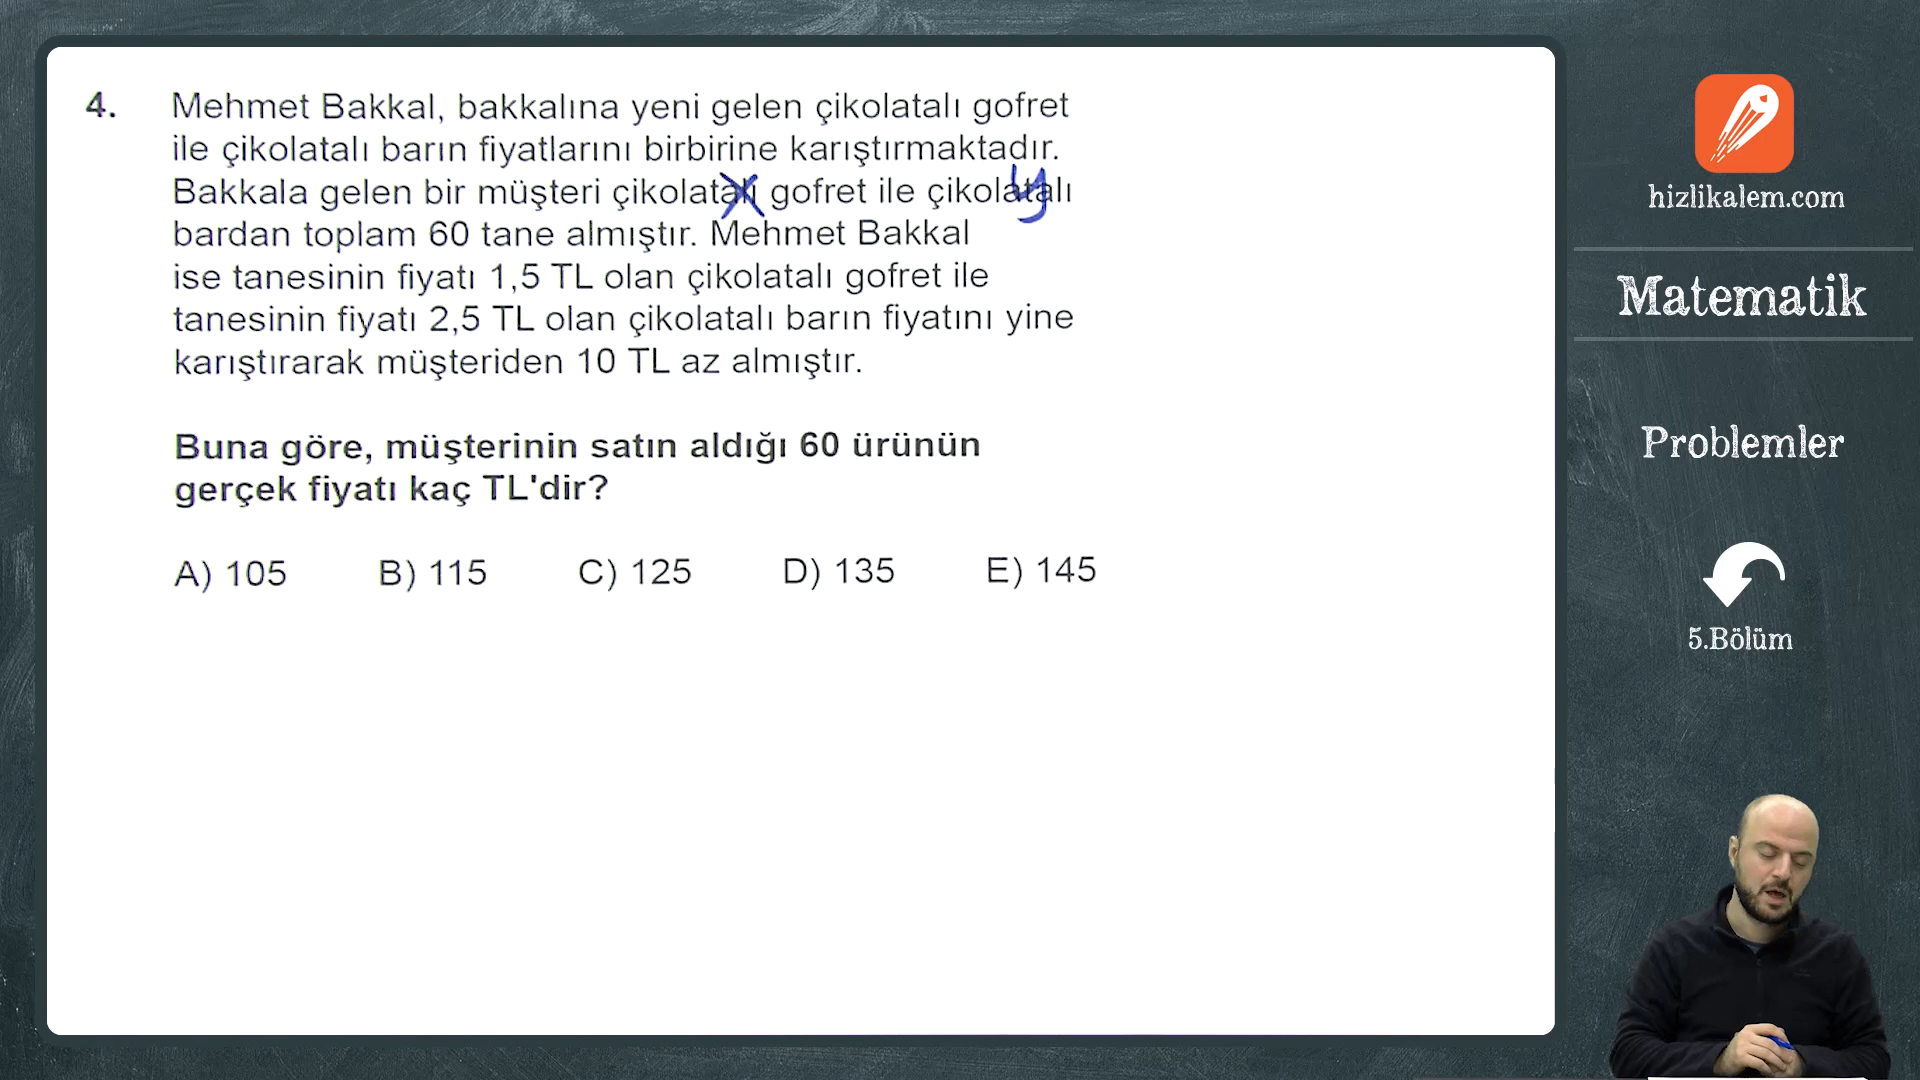 4. Mehmet Bakkal, bakkalına yeni gelen çikolatalı gofret
ile çikolatalı barın fiyatlarını birbirine karıştırmaktadır.
Bakkala gelen bir müşteri çikolatalı gofret ile çikolatalı
x y
bardan toplam 60 tane almıştır. Mehmet Bakkal
ise tanesinin fiyatı 1,5 TL olan çikolatalı gofret ile
tanesinin fiyatı 2,5 TL olan çikolatalı barın fiyatını yine
karıştırarak müşteriden 10 TL az almıştır.
Buna göre, müşterinin satın aldığı 60 ürünün
gerçek fiyatı kaç TL'dir?
A) 105 B) 115 C) 125 D) 135 E) 145
hizlikalem.com
Matematik
Problemler
5.Bölüm